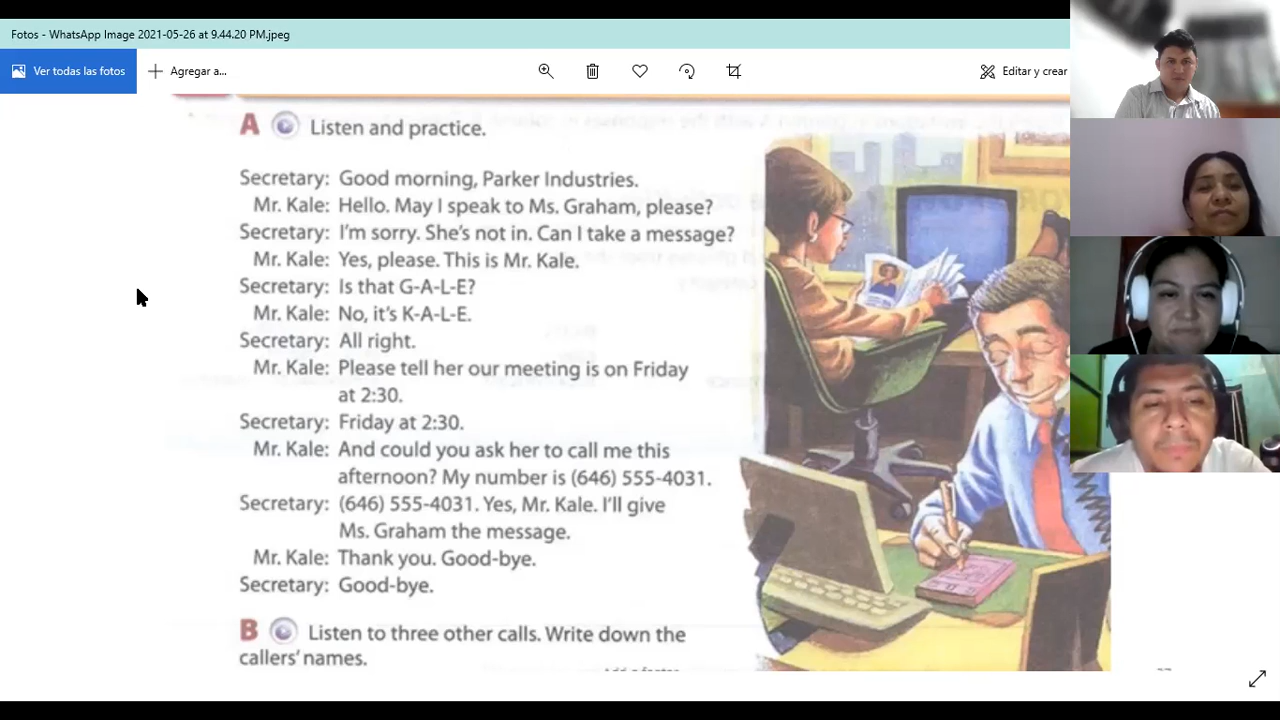 Fotos - WhatsApp Image 2021-05-26 at 9.44.20 PM.jpeg
Ver todas las fotos
Agregar a...
Editar y crear
A Listen and practice.
Secretary: Good morning, Parker Industries.
Mr. Kale: Hello. May I speak to Ms. Graham, please?
Secretary: I'm sorry. She's not in. Can I take a message?
Mr. Kale: Yes, please. This is Mr. Kale.
Secretary: Is that G-A-L-E?
Mr. Kale: No, it's K-A-L-E.
Secretary: All right.
Mr. Kale: Please tell her our meeting is on Friday
at 2:30.
Secretary: Friday at 2:30.
Mr. Kale: And could you ask her to call me this
afternoon? My number is (646) 555-4031.
Secretary: (646) 555-4031. Yes, Mr. Kale. I'll give
Ms. Graham the message.
Mr. Kale: Thank you. Good-bye.
Secretary: Good-bye.
B Listen to three other calls. Write down the
callers' names.